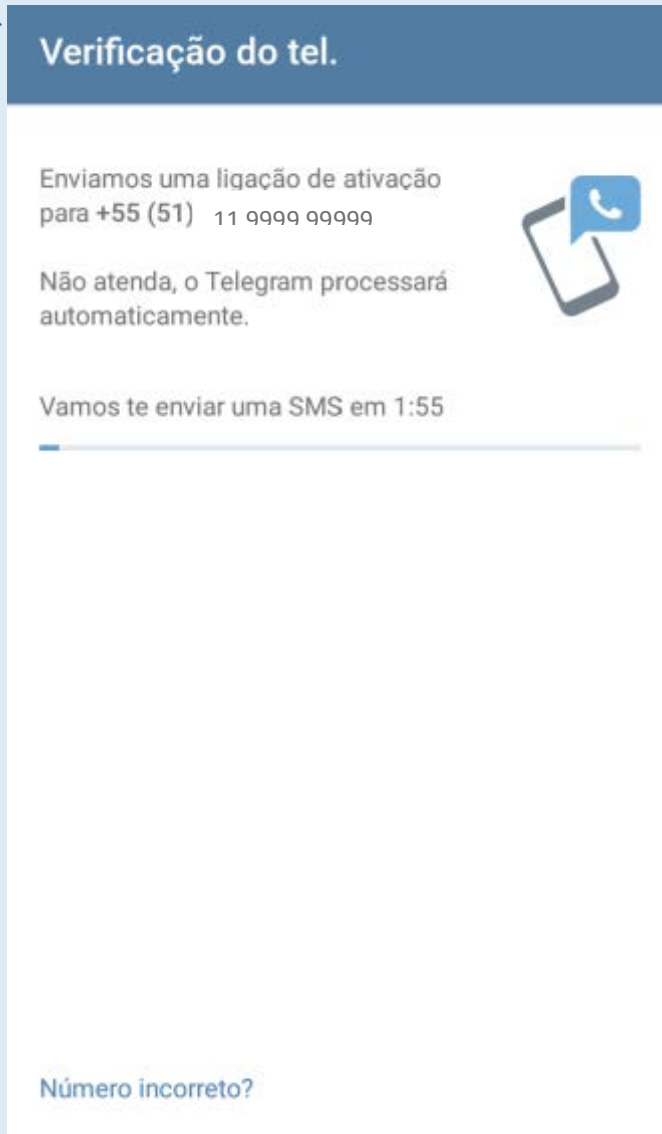 Verificação do tel.
Enviamos uma ligação de ativação
para +55 (51) 11 9999 99999
Não atenda, o Telegram processará
automaticamente.
Vamos te enviar uma SMS em 1:55
Número incorreto?